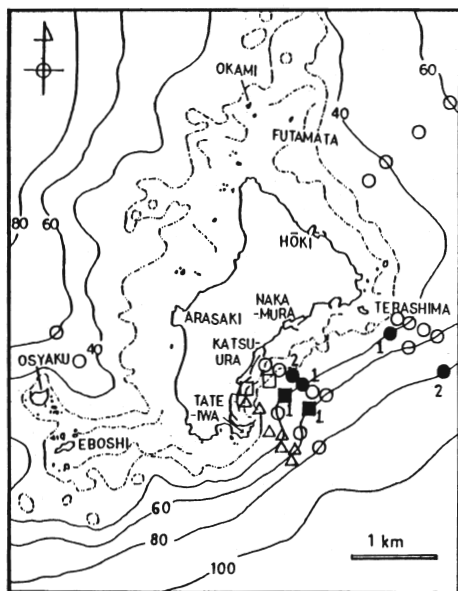 OKAMI
60
40
FUTAMATA
80
60
HŌKI
NAKA
-MURA
TERASHIMA
ARASAKI
KATSU-
URA
1
40
2
1
OSYAKU
2
TATE
-IWA
1
1
EBOSHI
60
80
1 km
100